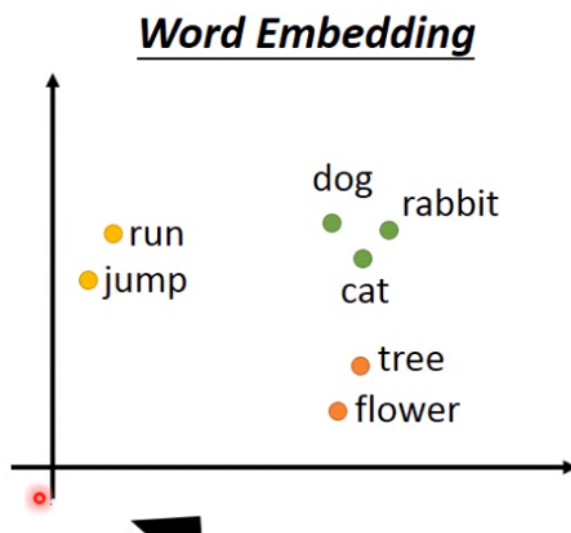 Word Embedding
dog
rabbit
run
jump
cat
tree
flower